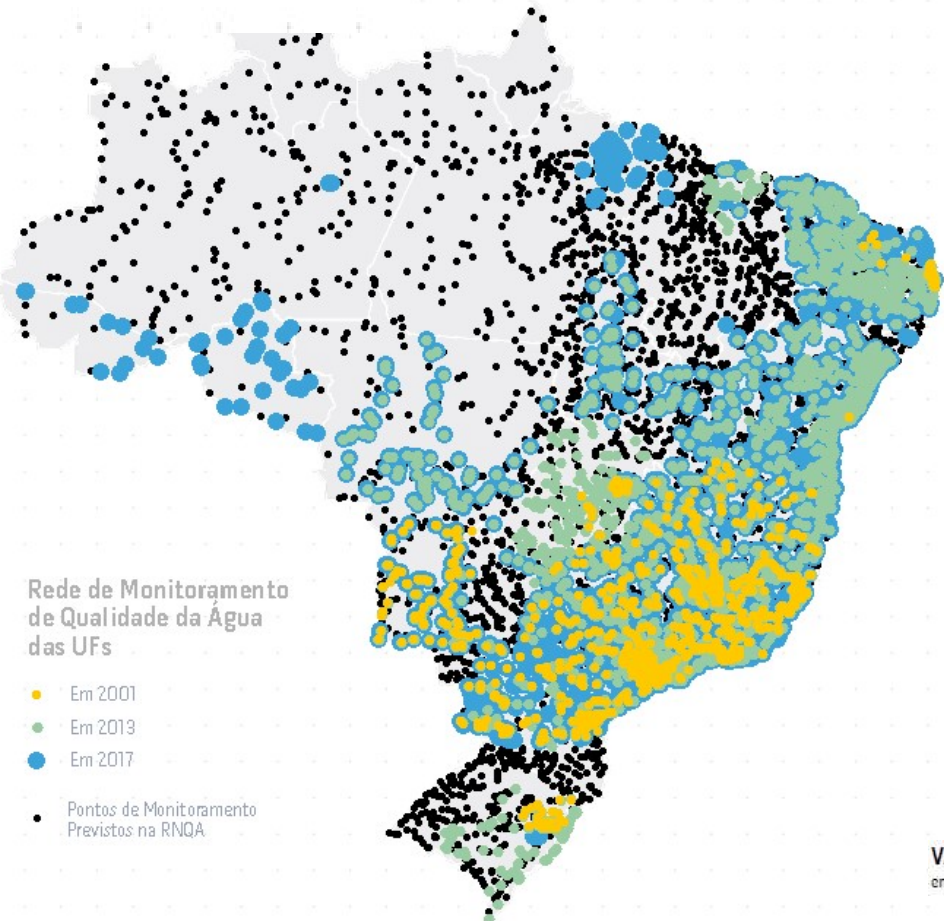 Rede de Monitoramento
de Qualidade da Água
das UFs
Em 2001
Em 2013
Em 2017
Pontos de Monitoramento
Previstos na RNQA